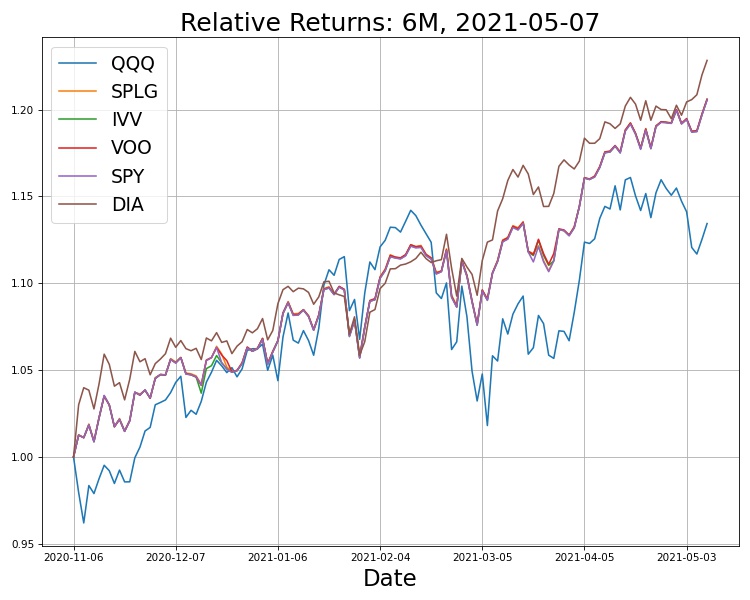 Relative Returns: 6M, 2021-05-07
QQQ
SPLG
IVV
VOO
SPY
DIA
1.20
1.15
1.10
1.05
1.00
0.95
2020-11-06 2020-12-07 2021-01-06 2021-02-04 2021-03-05 2021-04-05 2021-05-03
Date